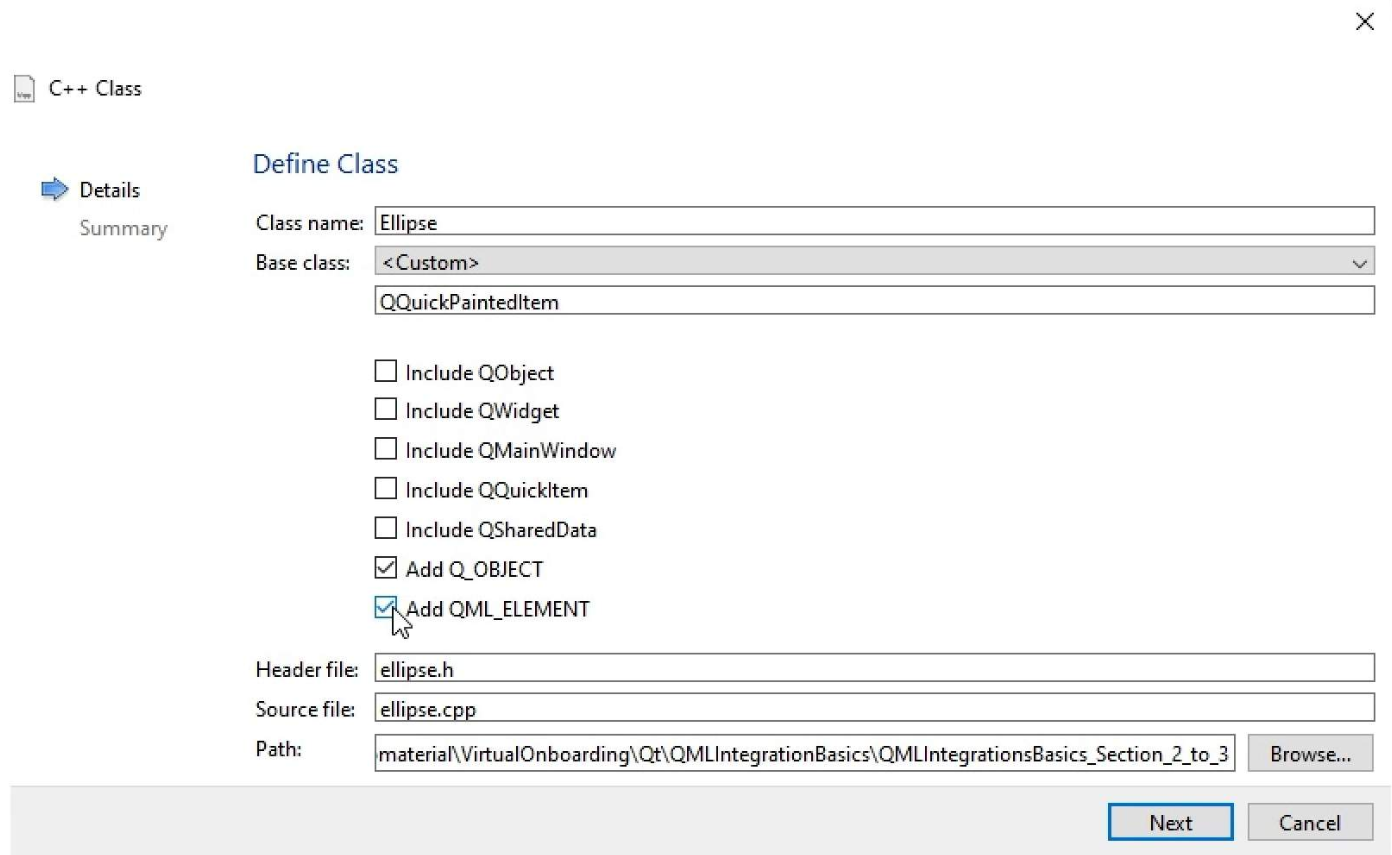 C++ Class
Define Class
Details
Summary
Class name: Ellipse
Base class: <Custom>
QQuickPaintedItem
Include QObject
Include QWidget
Include QMainWindow
Include QQuickItem
Include QSharedData
Add Q_OBJECT
Add QML_ELEMENT
Header file: ellipse.h
Source file: ellipse.cpp
Path: material\VirtualOnboarding\Qt\QMLIntegrationBasics\QMLIntegrationsBasics_Section_2_to_3 Browse...
Next Cancel